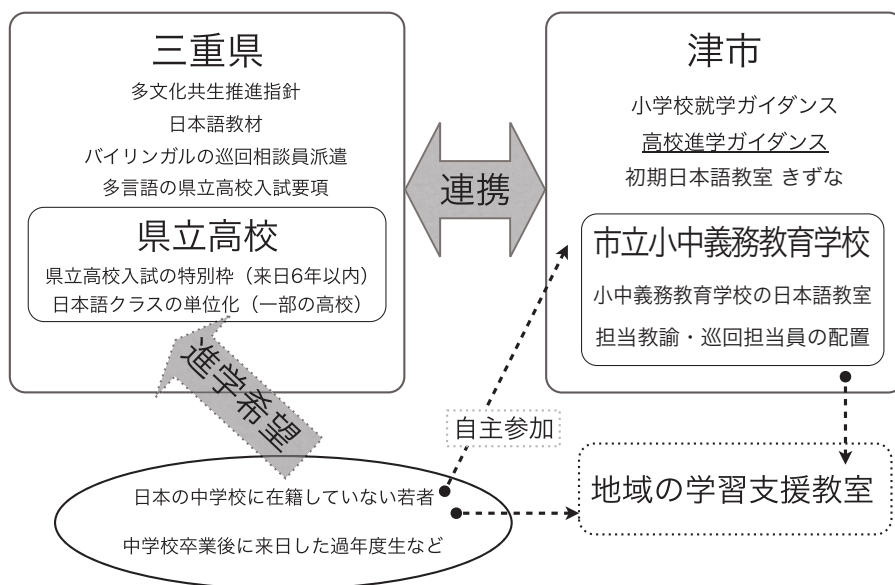 三重県
多文化共生推進指針
日本語教材
バイリンガルの巡回相談員派遣
多言語の県立高校入試要項
県立高校
県立高校入試の特別枠（来日6年以内）
日本語クラスの単位化（一部の高校）
連携
津市
小学校就学ガイダンス
高校進学ガイダンス
初期日本語教室 きずな
市立小中義務教育学校
小中義務教育学校の日本語教室
担当教諭・巡回担当員の配置
進学希望
自主参加
日本の中学校に在籍していない若者
中学校卒業後に来日した過年度生など
地域の学習支援教室